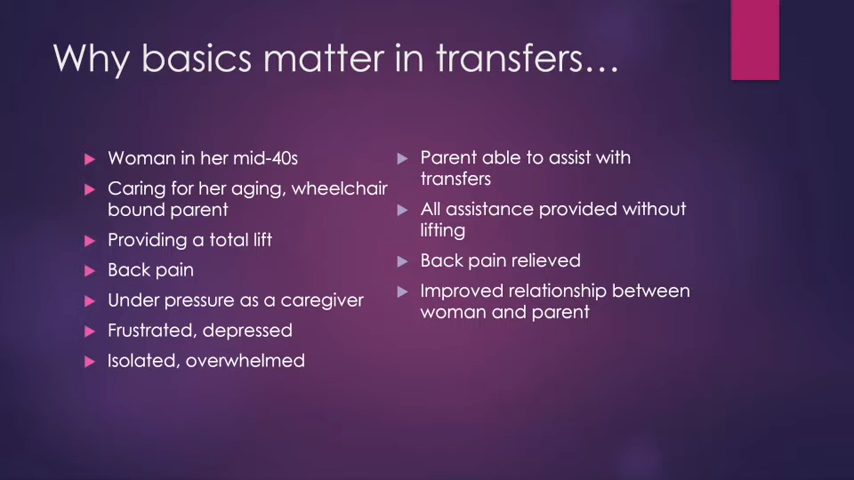 Why basics matter in transfers…
Woman in her mid-40s
Caring for her aging, wheelchair
bound parent
Providing a total lift
Back pain
Under pressure as a caregiver
Frustrated, depressed
Isolated, overwhelmed
Parent able to assist with
transfers
All assistance provided without
lifting
Back pain relieved
Improved relationship between
woman and parent